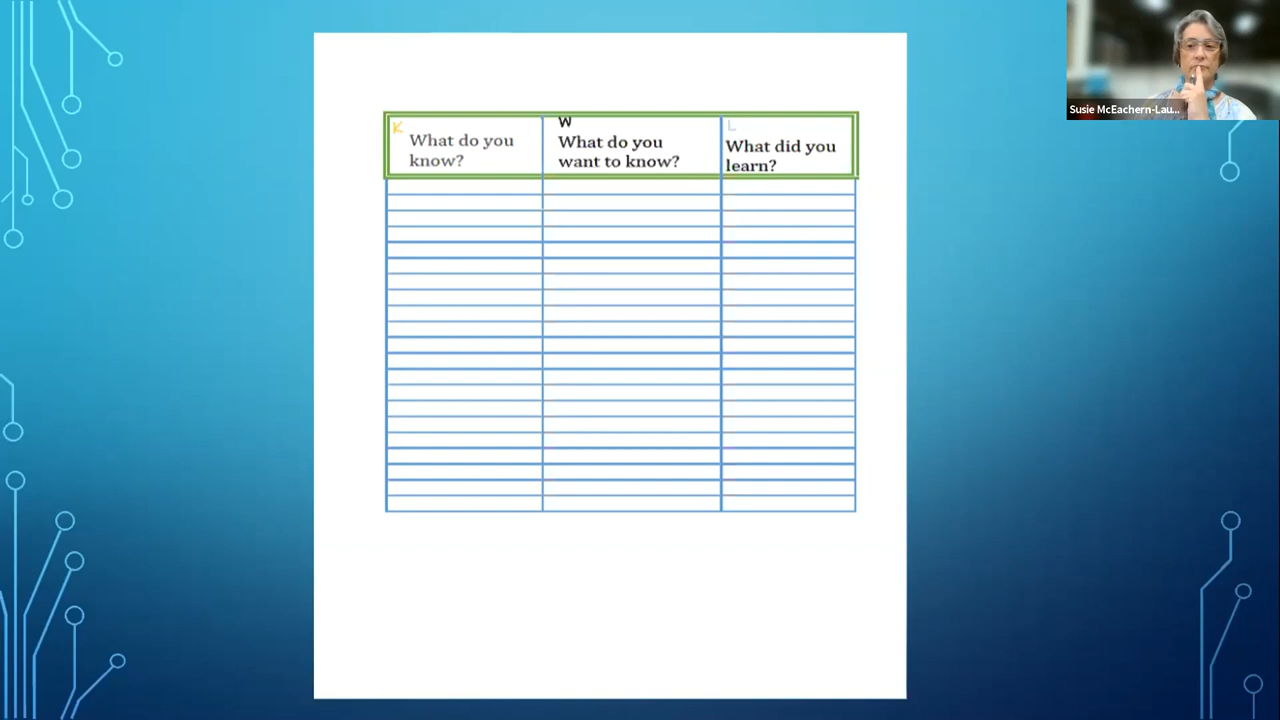 K
What do you
know?
W
What do you
want to know?
L
What did you
learn?
Susie McEachern-Lau...